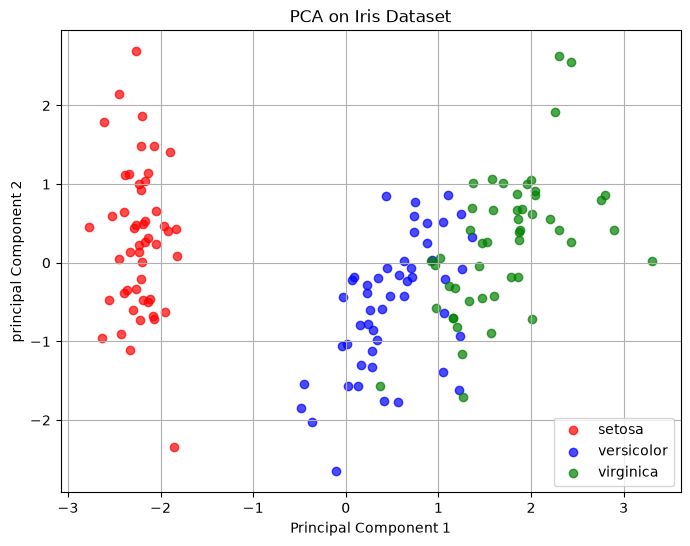 PCA on Iris Dataset
principal Component 2
2
1
0
−1
−2
−3
−2
−1
0
1
2
3
Principal Component 1
setosa
versicolor
virginica